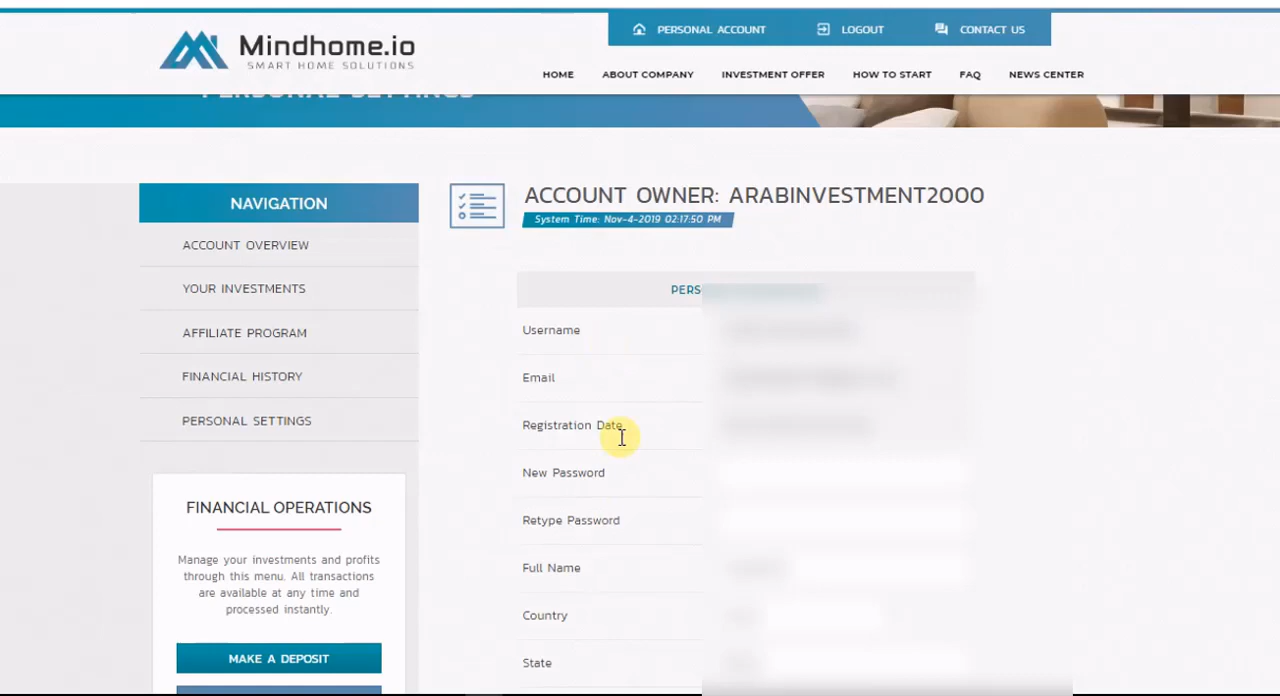 PERSONAL ACCOUNT
LOGOUT
CONTACT US
Mindhome.io
SMART HOME SOLUTIONS
HOME
ABOUT COMPANY
INVESTMENT OFFER
HOW TO START
FAQ
NEWS CENTER
PERSONAL SETTINGS
NAVIGATION
ACCOUNT OVERVIEW
YOUR INVESTMENTS
AFFILIATE PROGRAM
FINANCIAL HISTORY
PERSONAL SETTINGS
FINANCIAL OPERATIONS
Manage your investments and profits
through this menu. All transactions
are available at any time and
processed instantly.
MAKE A DEPOSIT
ACCOUNT OWNER: ARABINVESTMENT2000
System Time: Nov-4-2019 02:17:50 PM
PERS
Username
Email
Registration Date
New Password
Retype Password
Full Name
Country
State